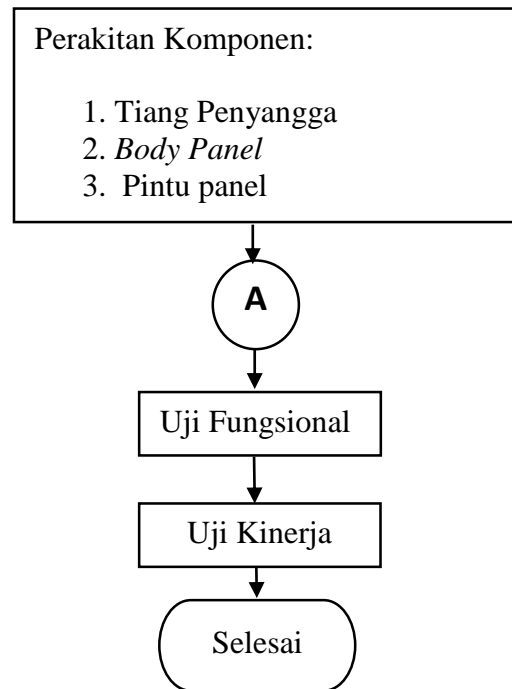 Perakitan Komponen:
1. Tiang Penyangga
2. Body Panel
3. Pintu panel
A
Uji Fungsional
Uji Kinerja
Selesai